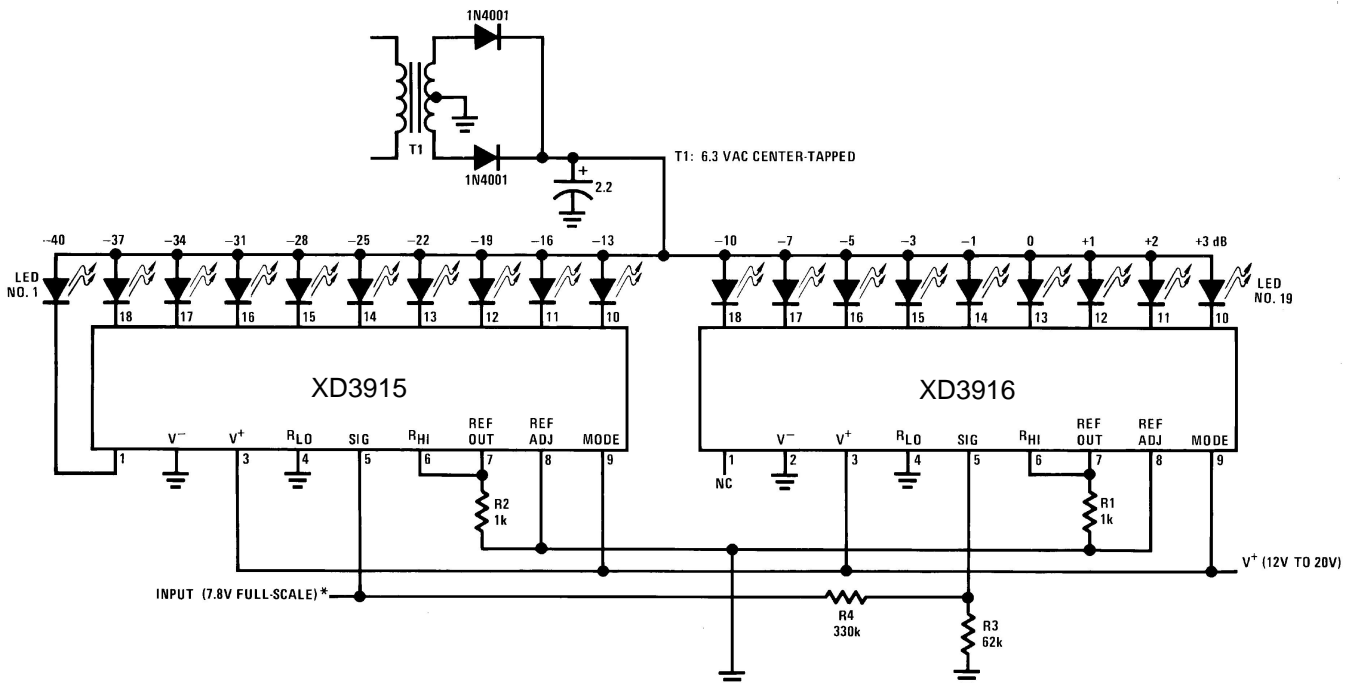 1N4001
T1
1N4001
+
2.2
T1: 6.3 VAC CENTER-TAPPED
−40 −37 −34 −31 −28 −25 −22 −19 −16 −13 −10 −7 −5 −3 −1 0 +1 +2 +3 dB
LED
NO. 1
LED
NO. 19
18 17 16 15 14 13 12 11 10
18 17 16 15 14 13 12 11 10
XD3915
XD3916
V− V+ RLO SIG RHI REF OUT REF ADJ MODE
V− V+ RLO SIG RHI REF OUT REF ADJ MODE
1 3 4 5 6 7 8 9
1 2 3 4 5 6 7 8 9
NC
R2
1k
R1
1k
V+ (12V TO 20V)
INPUT (7.8V FULL-SCALE)*
R4
330k
R3
62k